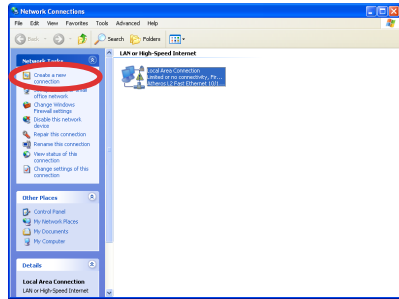 Network Connections
File Edit View Favorites Tools Advanced Help
Back Search Folders
LAN or High-Speed Internet
Network Tasks
Create a new
connection
office network
Change Windows
Firewall settings
Disable this network
device
Repair this connection
Rename this connection
View status of this
connection
Change settings of this
connection
Local Area Connection
Limited or no connectivity, Fi...
Atheros L2 Fast Ethernet
Other Places
Control Panel
My Network Places
My Documents
My Computer
Details
Local Area Connection
LAN or High-Speed Internet